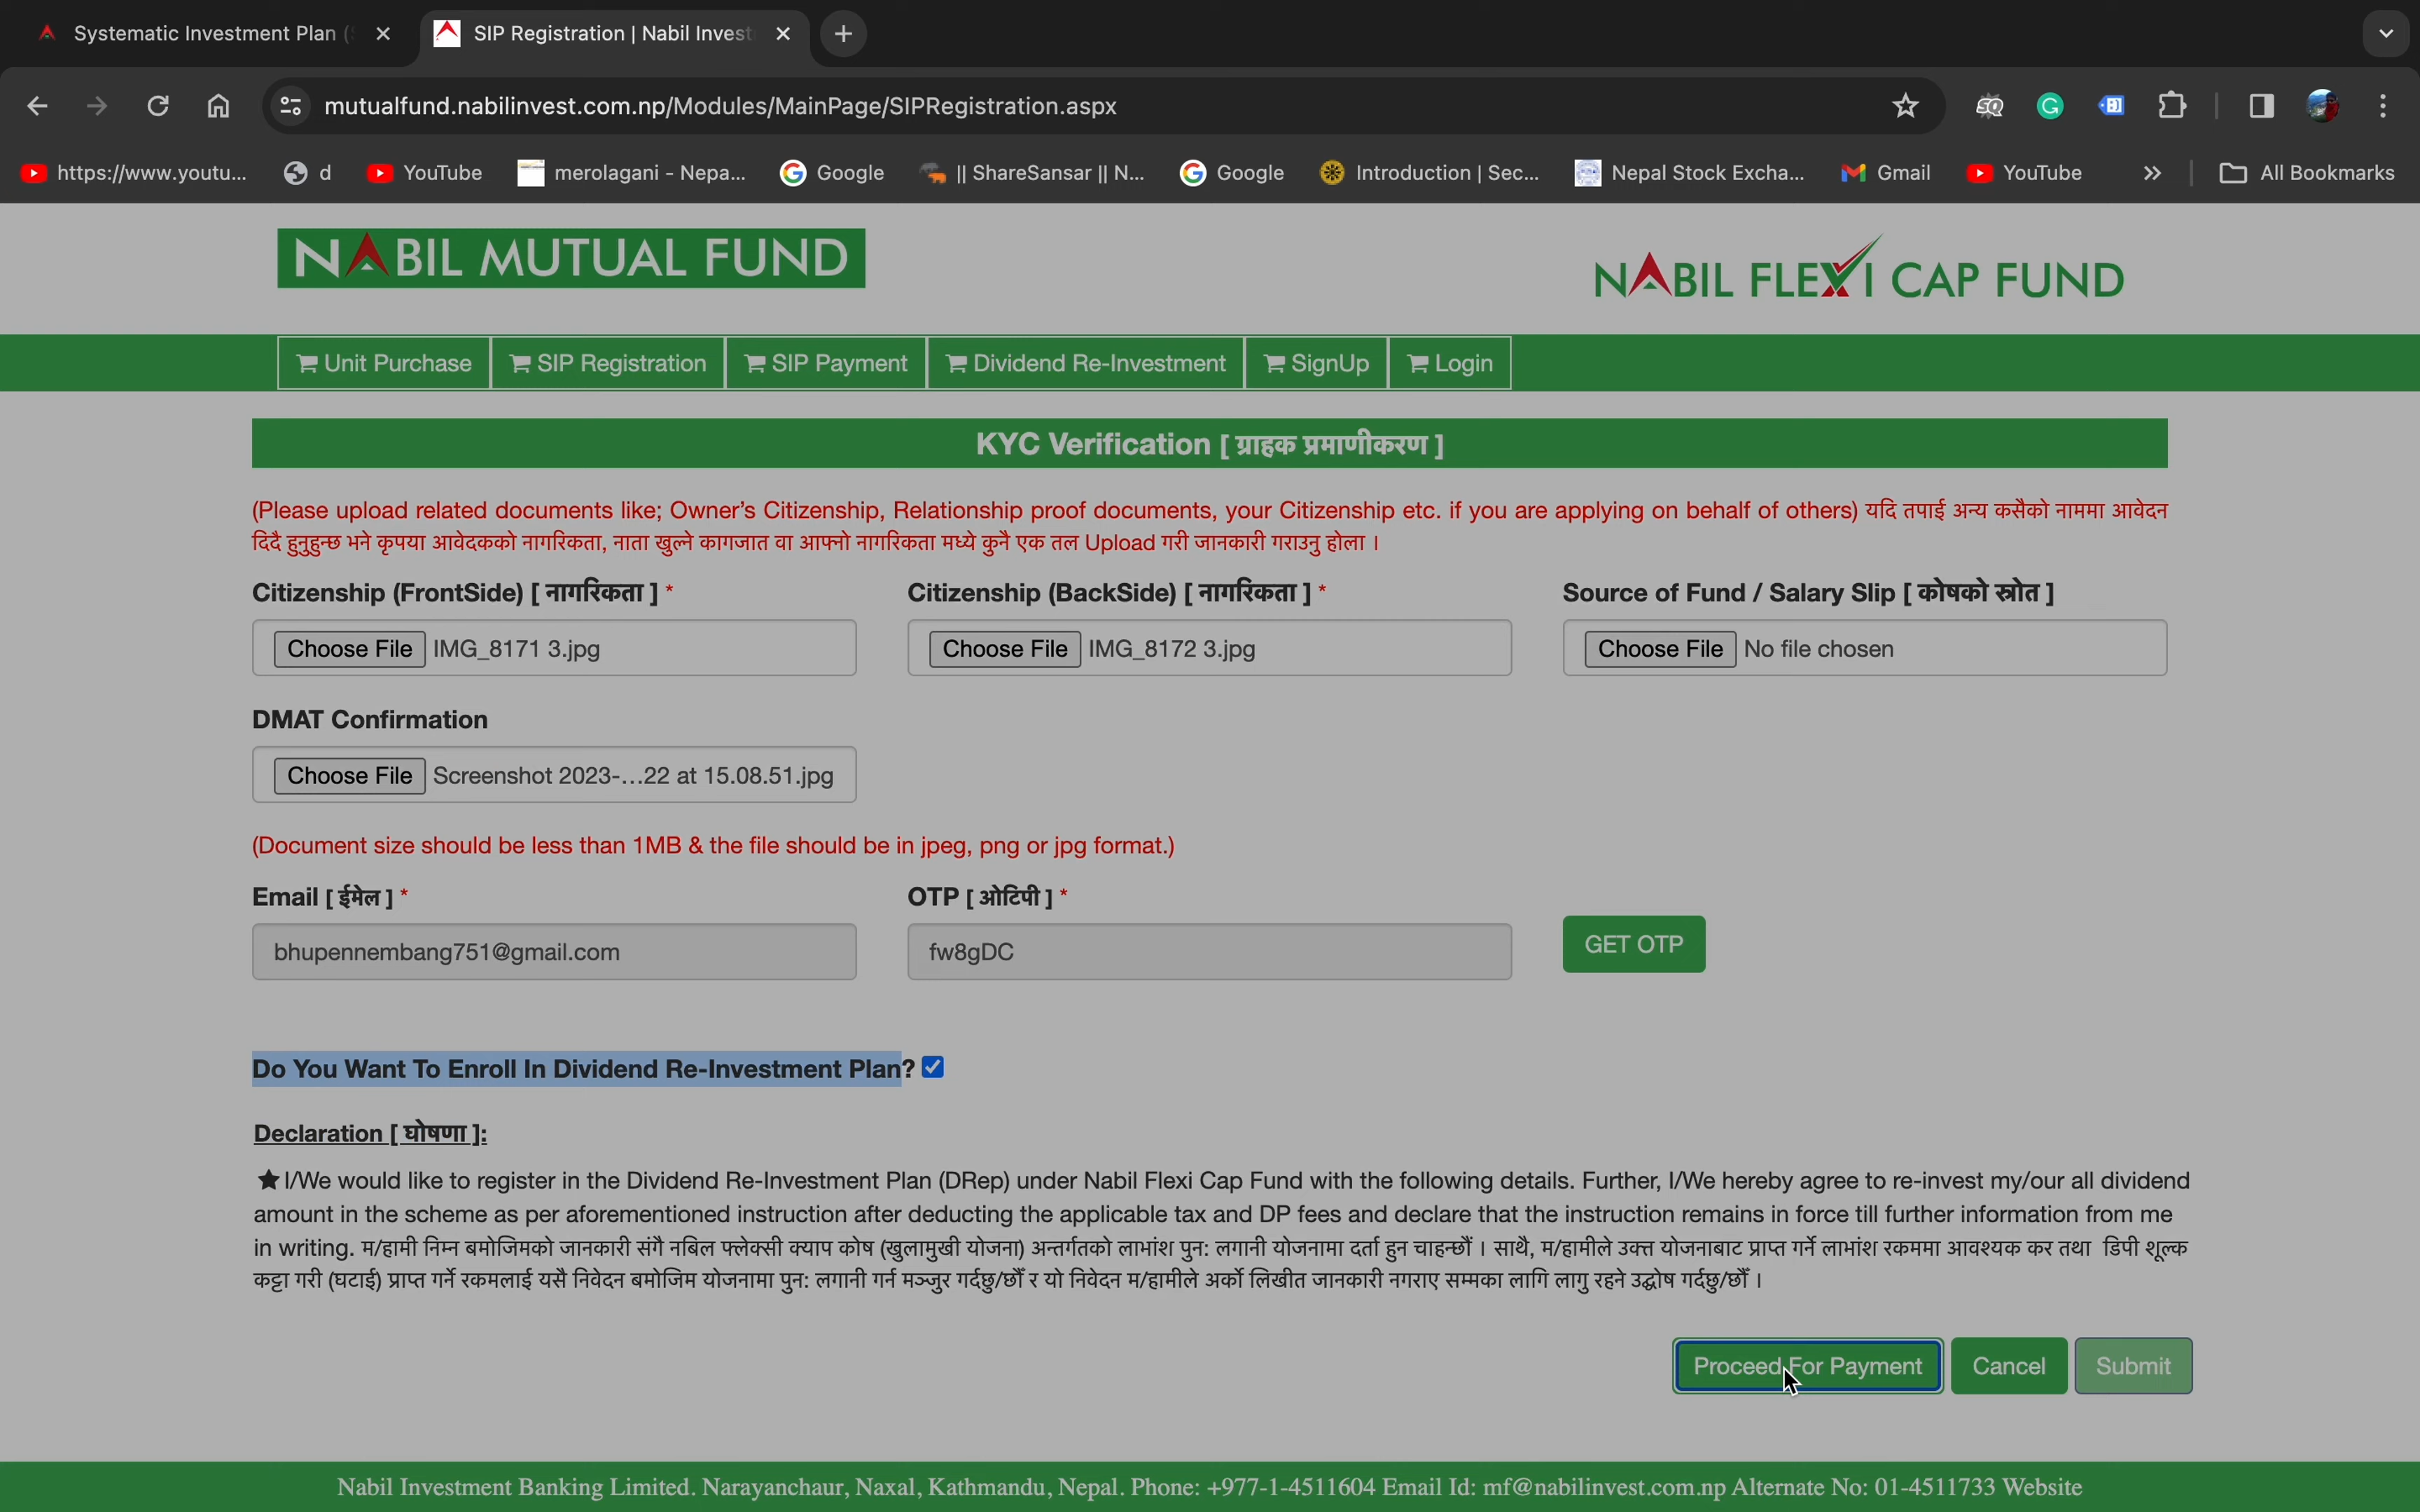 Systematic Investment Plan (
SIP Registration | Nabil Invest
mutualfund.nabilinvest.com.np/Modules/MainPage/SIPRegistration.aspx
https://www.youtu... d YouTube merolagani - Nepa... Google || ShareSansar || N... Google Introduction | Sec... Nepal Stock Excha... Gmail YouTube » All Bookmarks
NABIL MUTUAL FUND
NABIL FLEXI CAP FUND
Unit Purchase SIP Registration SIP Payment Dividend Re-Investment SignUp Login
KYC Verification [ ग्राहक प्रमाणीकरण ]
(Please upload related documents like; Owner's Citizenship, Relationship proof documents, your Citizenship etc. if you are applying on behalf of others) यदि तपाई अन्य कसैको नाममा आवेदन
दिदै हुनुहुन्छ भने कृपया आवेदकको नागरिकता, नाता खुल्ने कागजात वा आफ्नो नागरिकता मध्ये कुनै एक तल Upload गरी जानकारी गराउनु होला ।
Citizenship (FrontSide) [ नागरिकता ] * Citizenship (BackSide) [ नागरिकता ] * Source of Fund / Salary Slip [ कोषको स्रोत ]
Choose File IMG_8171 3.jpg Choose File IMG_8172 3.jpg Choose File No file chosen
DMAT Confirmation
Choose File Screenshot 2023-...22 at 15.08.51.jpg
(Document size should be less than 1MB & the file should be in jpeg, png or jpg format.)
Email [ ईमेल ] * OTP [ ओटिपी ] *
bhupennembang751@gmail.com fw8gDC GET OTP
Do You Want To Enroll In Dividend Re-Investment Plan?
Declaration [ घोषणा ]:
★I/We would like to register in the Dividend Re-Investment Plan (DRep) under Nabil Flexi Cap Fund with the following details. Further, I/We hereby agree to re-invest my/our all dividend
amount in the scheme as per aforementioned instruction after deducting the applicable tax and DP fees and declare that the instruction remains in force till further information from me
in writing. म/हामी निम्न बमोजिमको जानकारी संगै नबिल फ्लेक्सी क्याप कोष (खुलामुखी योजना) अन्तर्गतको लाभांश पुन: लगानी योजनामा दर्ता हुन चाहन्छौं । साथै, म/हामीले उक्त योजनाबाट प्राप्त गर्ने लाभांश रकममा आवश्यक कर तथा डिपी शूल्क
कट्टा गरी (घटाई) प्राप्त गर्ने रकमलाई यसै निवेदन बमोजिम योजनामा पुन: लगानी गर्न मञ्जुर गर्दछु/छौँ र यो निवेदन म/हामीले अर्को लिखीत जानकारी नगराए सम्मका लागि लागु रहने उद्घोष गर्दछु/छौँ ।
Proceed For Payment Cancel Submit
Nabil Investment Banking Limited. Narayanchaur, Naxal, Kathmandu, Nepal. Phone: +977-1-4511604 Email Id: mf@nabilinvest.com.np Alternate No: 01-4511733 Website